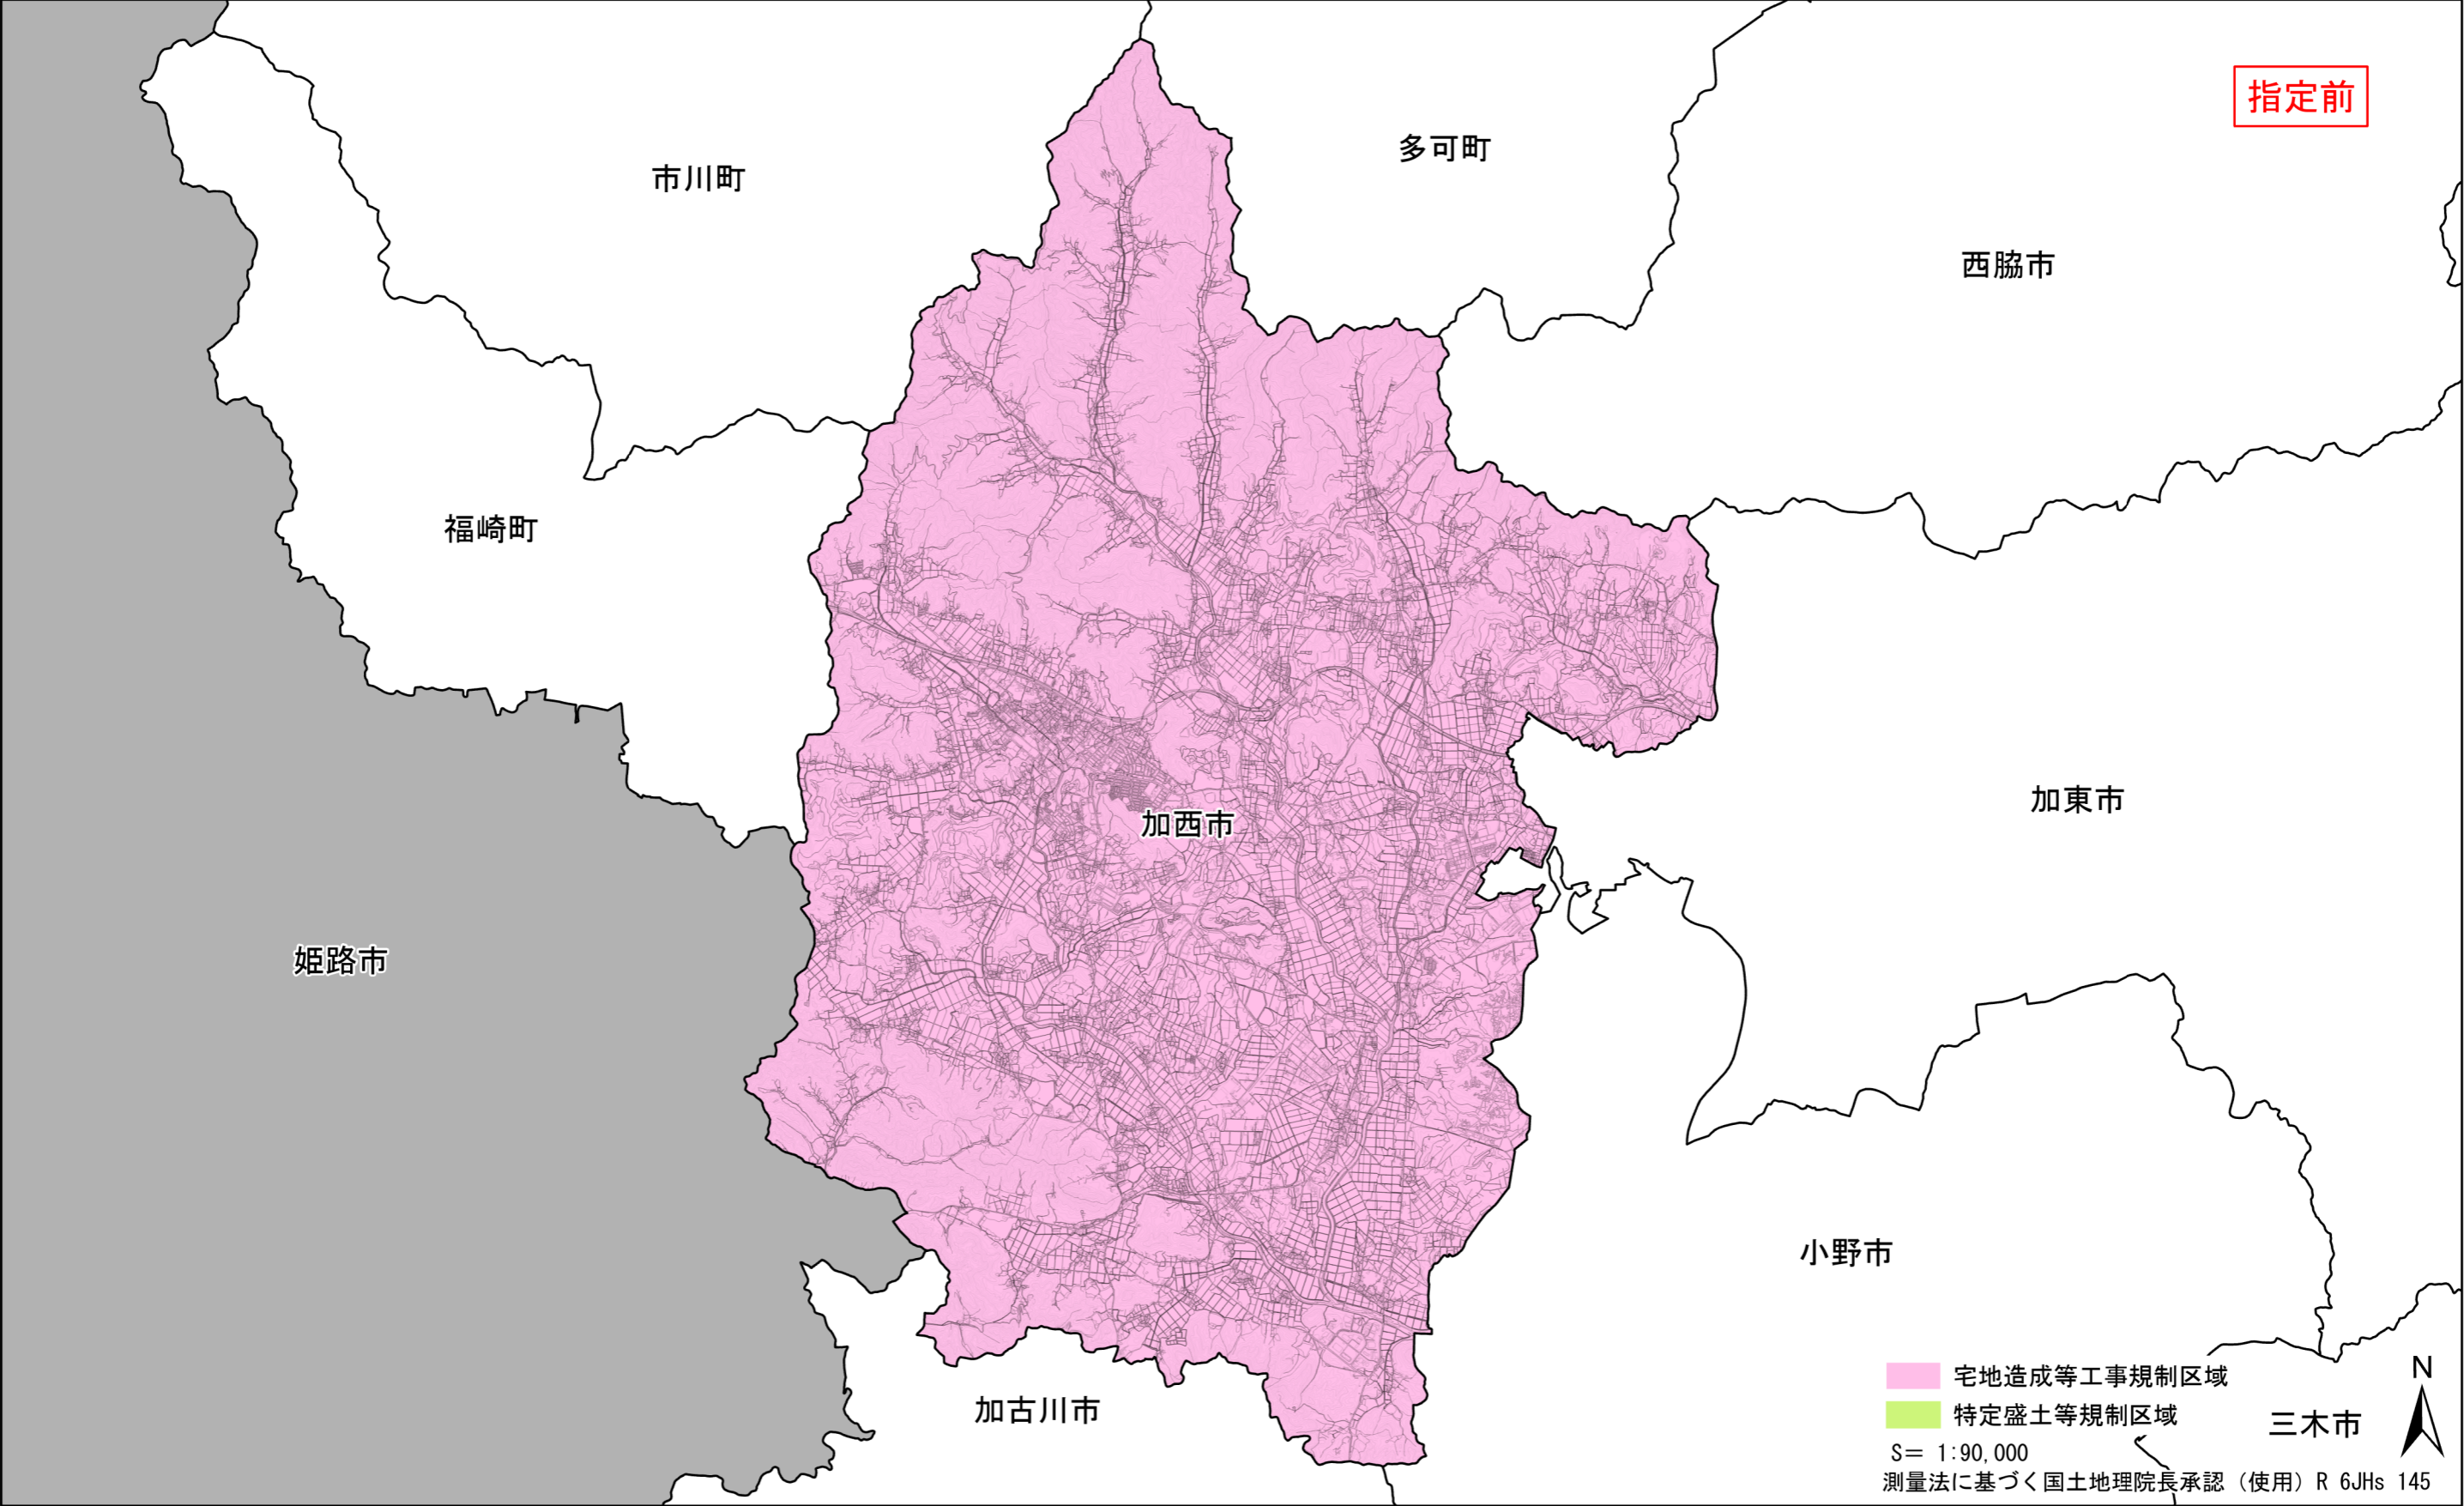 指定前
市川町
多可町
西脇市
福崎町
加東市
加西市
姫路市
小野市
加古川市
三木市
N
宅地造成等工事規制区域
特定盛土等規制区域
S= 1:90,000
測量法に基づく国土地理院長承認（使用）R 6JHs 145